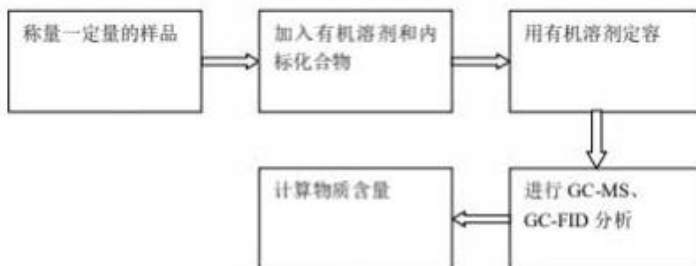 称量一定量的样品
加入有机溶剂和内
标化合物
用有机溶剂定容
进行 GC-MS、
GC-FID 分析
计算物质含量